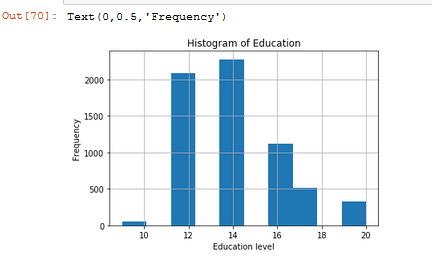 Out[70]: Text(0,0.5,'Frequency')
Histogram of Education
2000
1500
1000
500
0
Frequency
10 12 14 16 18 20
Education level